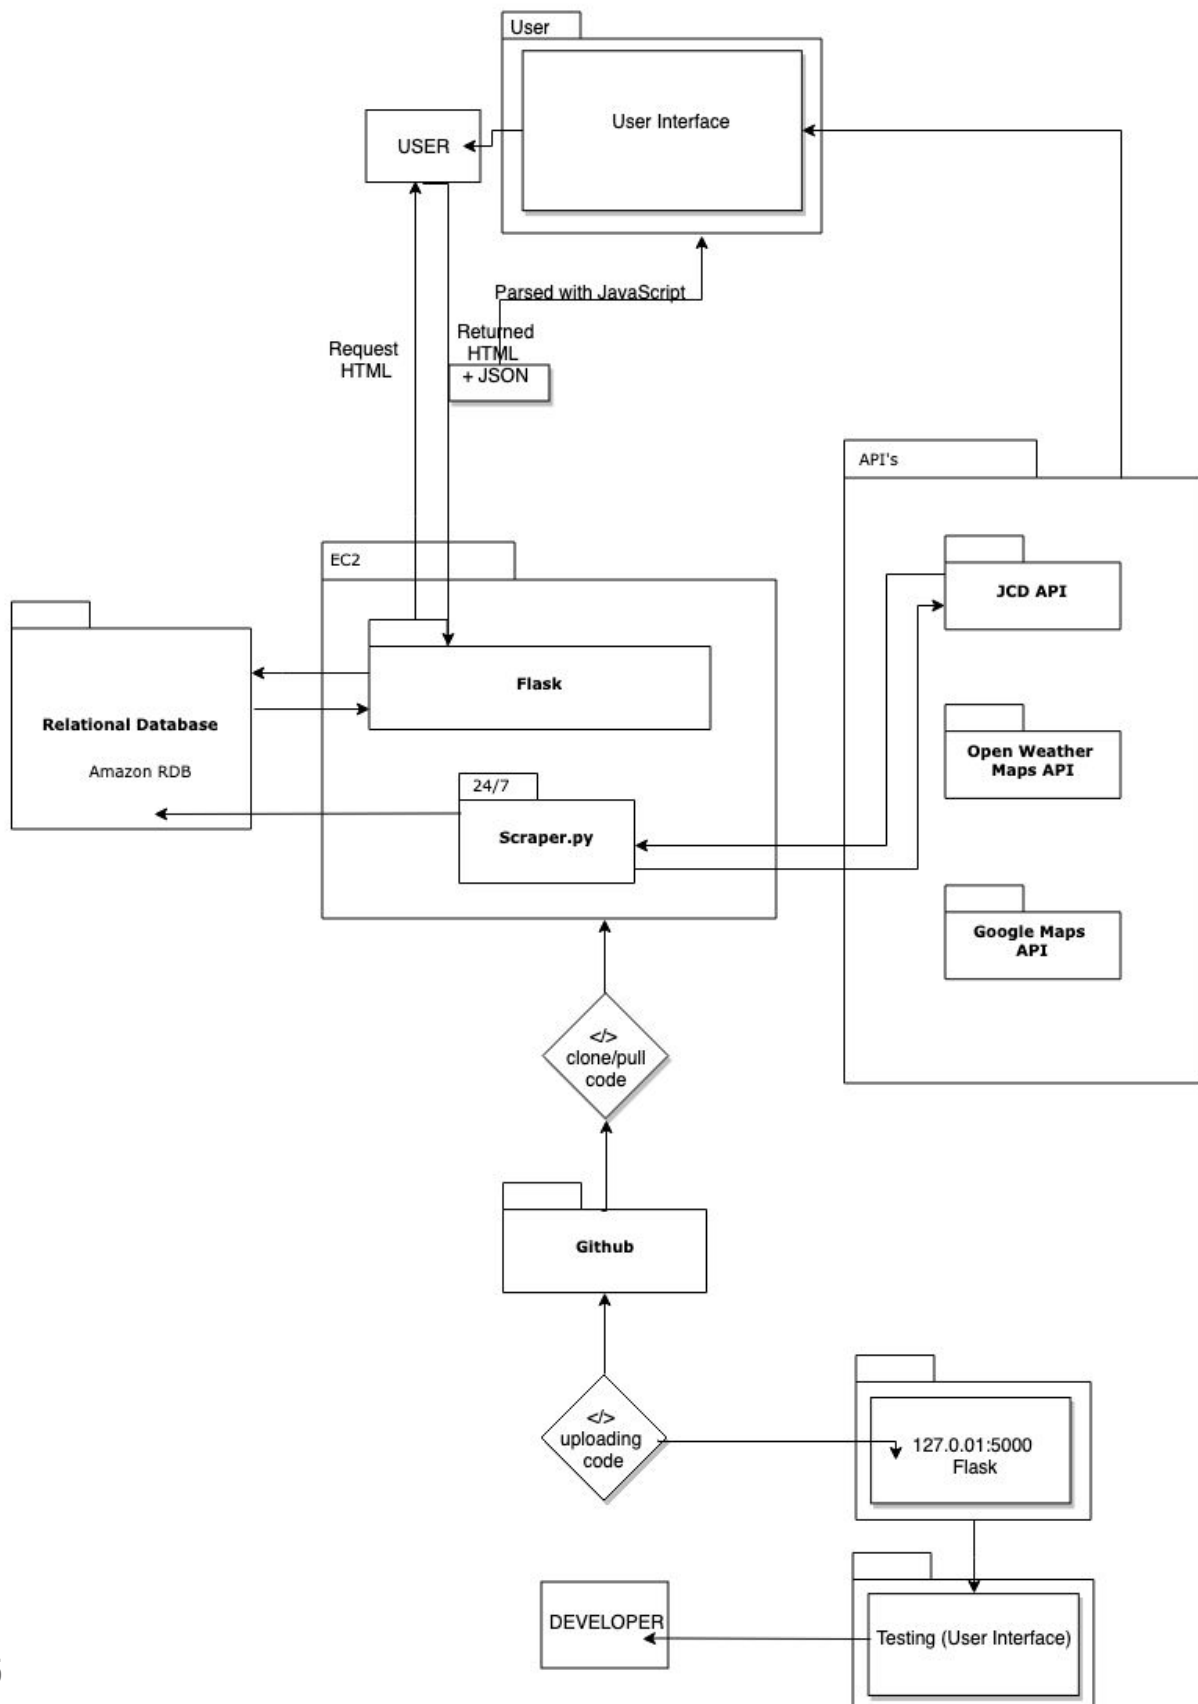 User
User Interface
USER
Parsed with JavaScript
Request
HTML
Returned
HTML
+ JSON
API's
EC2
JCD API
Flask
Relational Database
Amazon RDB
Open Weather
Maps API
24/7
Scraper.py
Google Maps
API
</>
clone/pull
code
Github
</>
uploading
code
127.0.01:5000
Flask
DEVELOPER
Testing (User Interface)